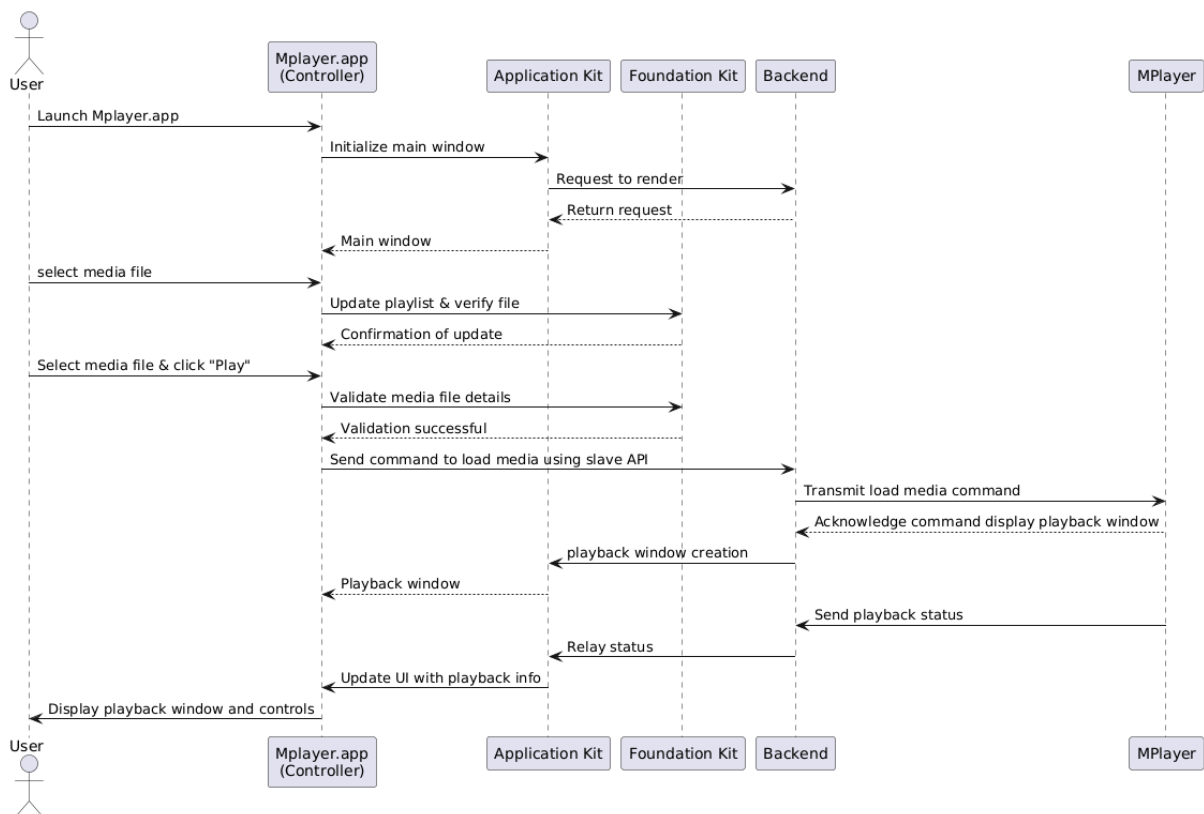 User
Mplayer.app
(Controller)
Application Kit
Foundation Kit
Backend
MPlayer
Launch Mplayer.app
Initialize main window
Request to render
Return request
Main window
select media file
Update playlist & verify file
Confirmation of update
Select media file & click "Play"
Validate media file details
Validation successful
Send command to load media using slave API
Transmit load media command
Acknowledge command display playback window
playback window creation
Playback window
Send playback status
Relay status
Update UI with playback info
Display playback window and controls
User
Mplayer.app
(Controller)
Application Kit
Foundation Kit
Backend
MPlayer